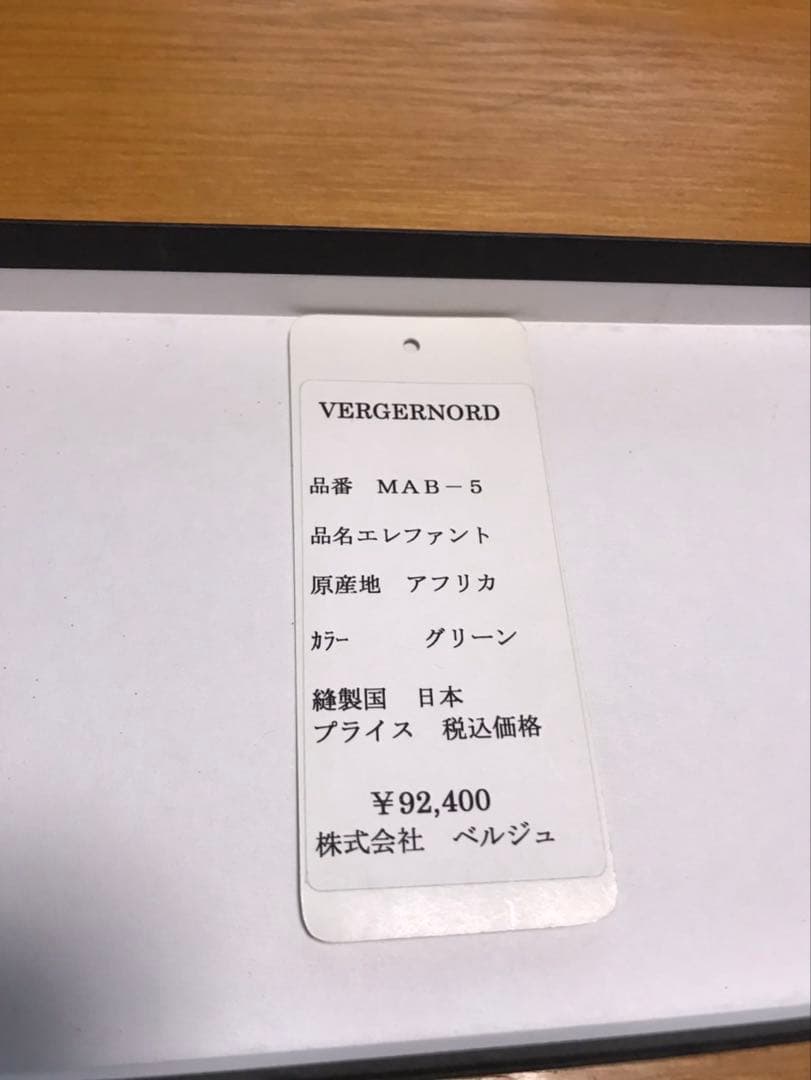 VERGERNORD
品番　ＭＡＢ－５
品名エレファント
原産地　アフリカ
ｶﾗｰ　　　グリーン
縫製国　日本
プライス　税込価格
￥92,400
株式会社　ベルジュ